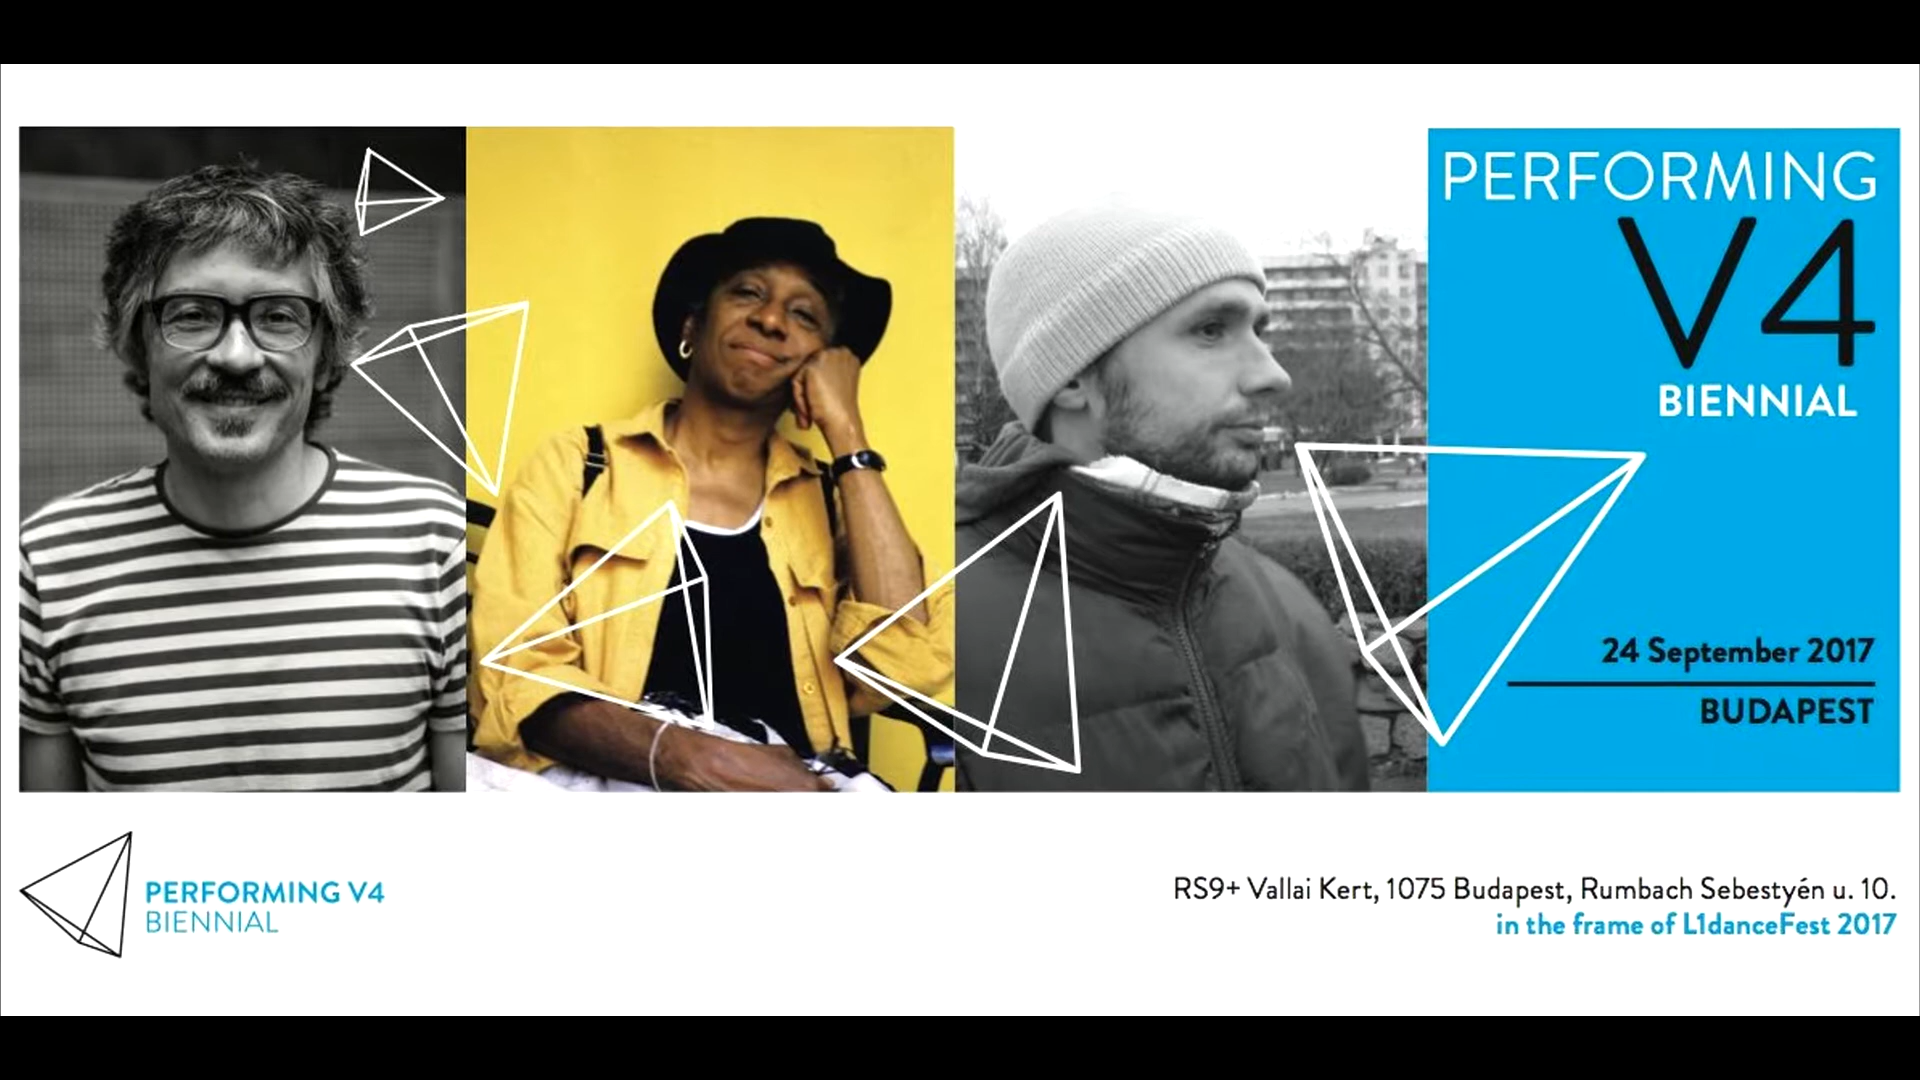 PERFORMING
V4
BIENNIAL
24 September 2017
BUDAPEST
PERFORMING V4
BIENNIAL
RS9+ Vallai Kert, 1075 Budapest, Rumbach Sebestyén u. 10.
in the frame of L1danceFest 2017